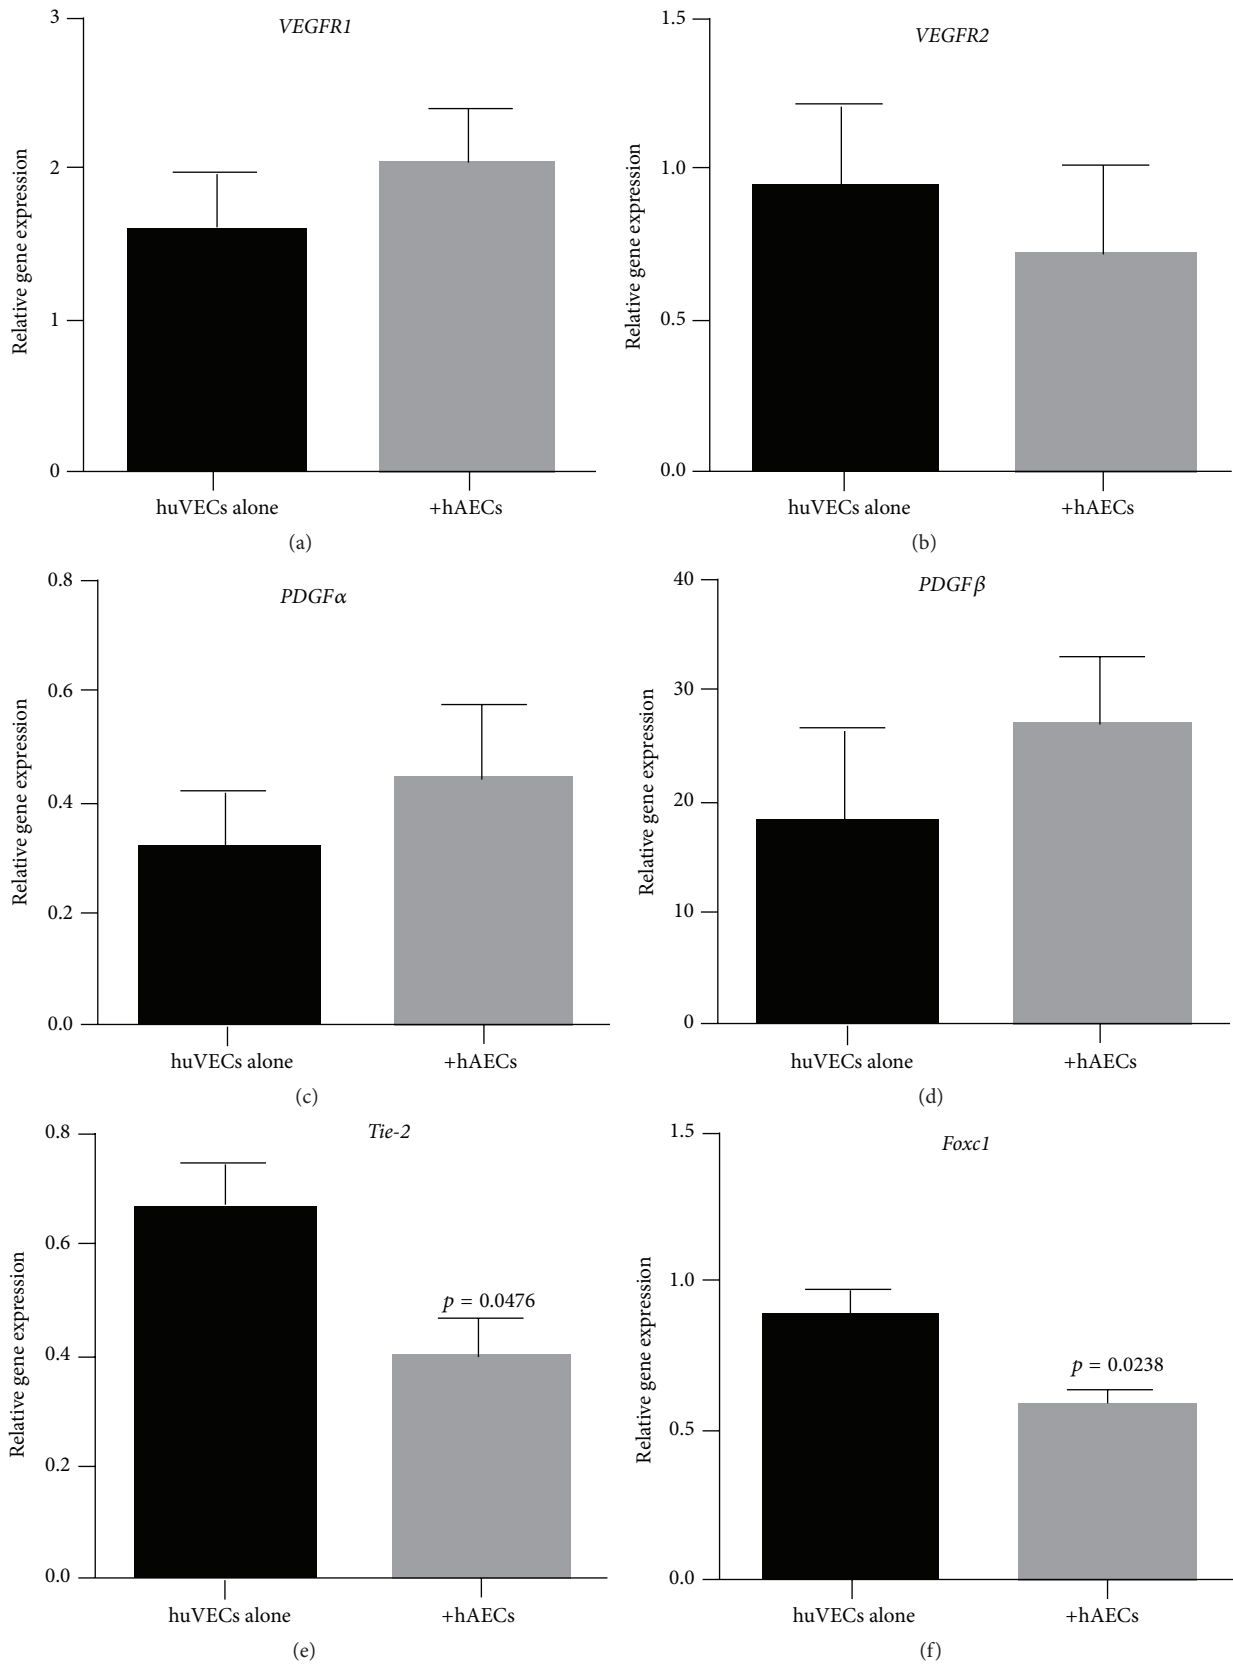 VEGFR1
3
2
1
0
Relative gene expression
huVECs alone
+hAECs
(a)
VEGFR2
1.5
1.0
0.5
0.0
Relative gene expression
huVECs alone
+hAECs
(b)
PDGFα
0.8
0.6
0.4
0.2
0.0
Relative gene expression
huVECs alone
+hAECs
(c)
PDGFβ
40
30
20
10
0
Relative gene expression
huVECs alone
+hAECs
(d)
Tie-2
0.8
0.6
0.4
0.2
0.0
Relative gene expression
p = 0.0476
huVECs alone
+hAECs
(e)
Foxc1
1.5
1.0
0.5
0.0
Relative gene expression
p = 0.0238
huVECs alone
+hAECs
(f)